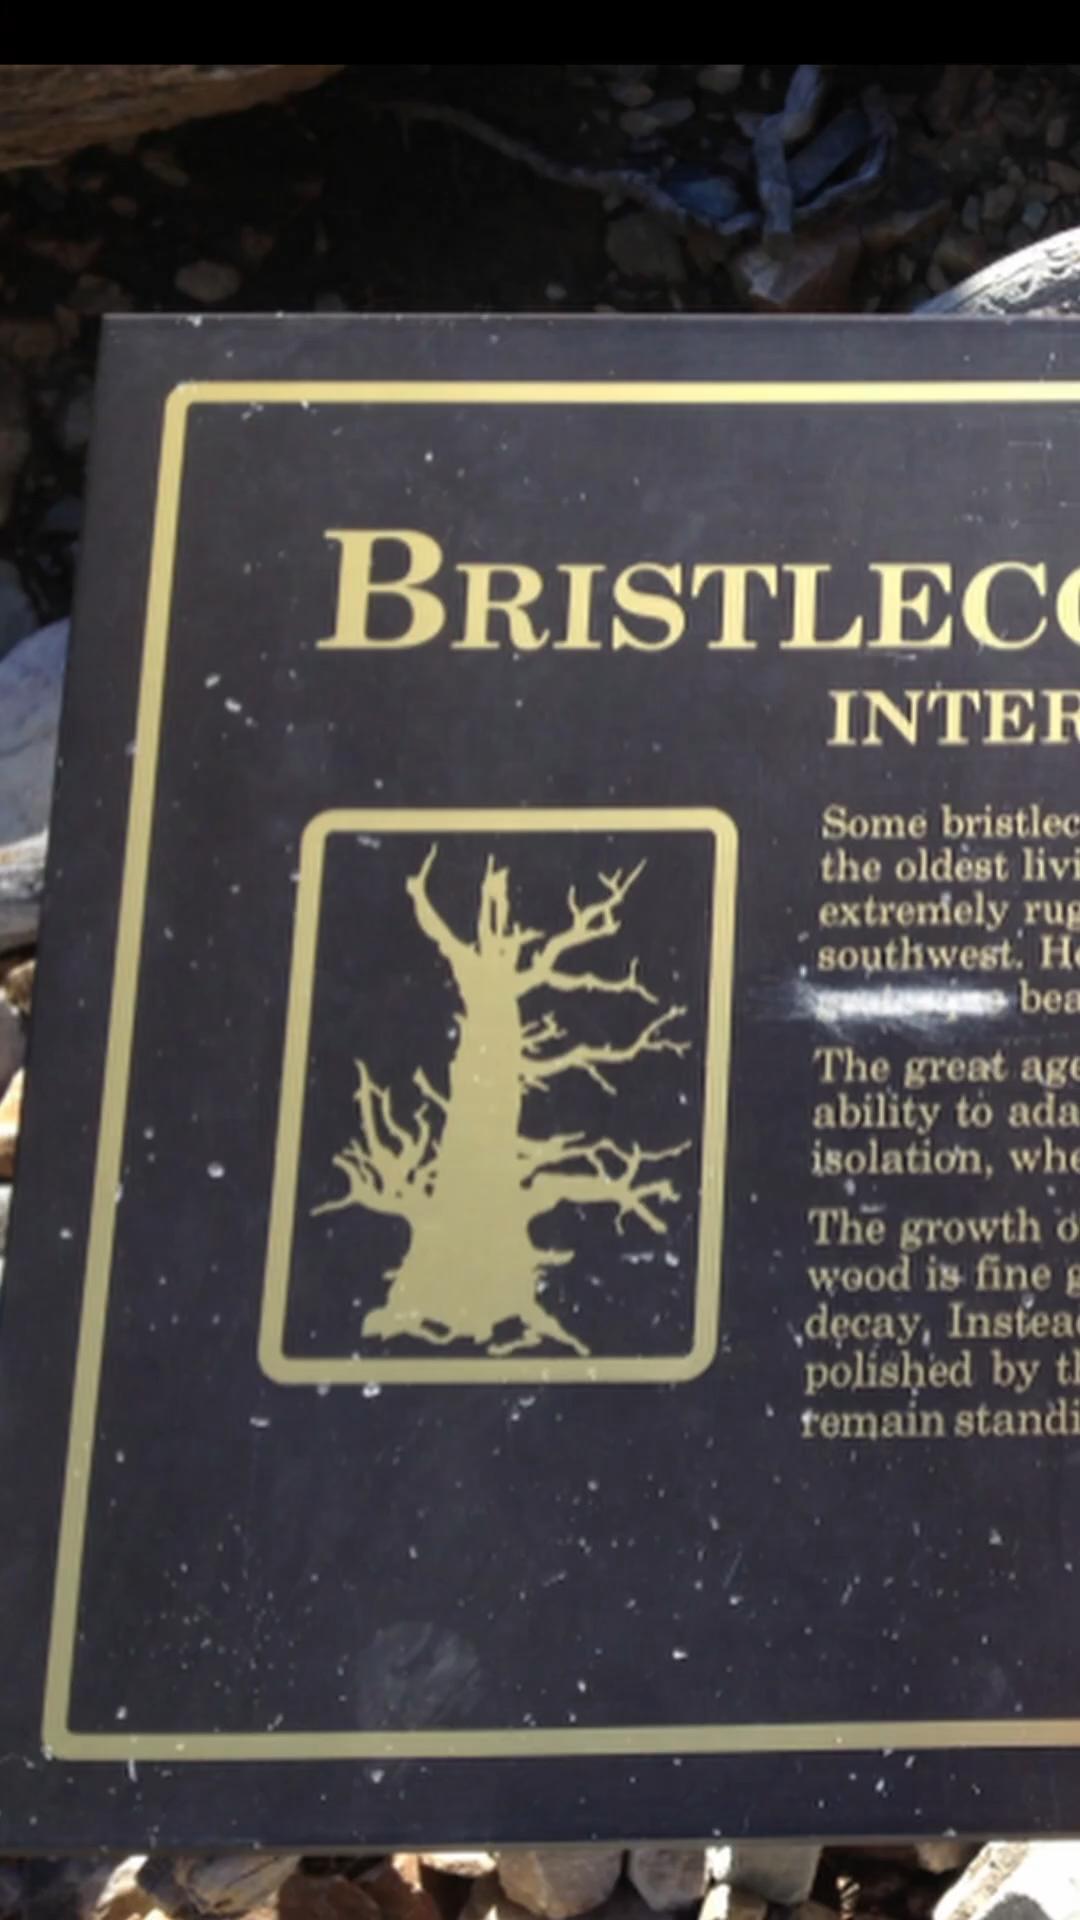 BRISTLECO
INTER
Some bristlec
the oldest livi
extremely rug
southwest. He
bea
The great age
ability to ada
isolation, whe
The growth o
wood is fine g
decay. Instead
polished by th
remain standi